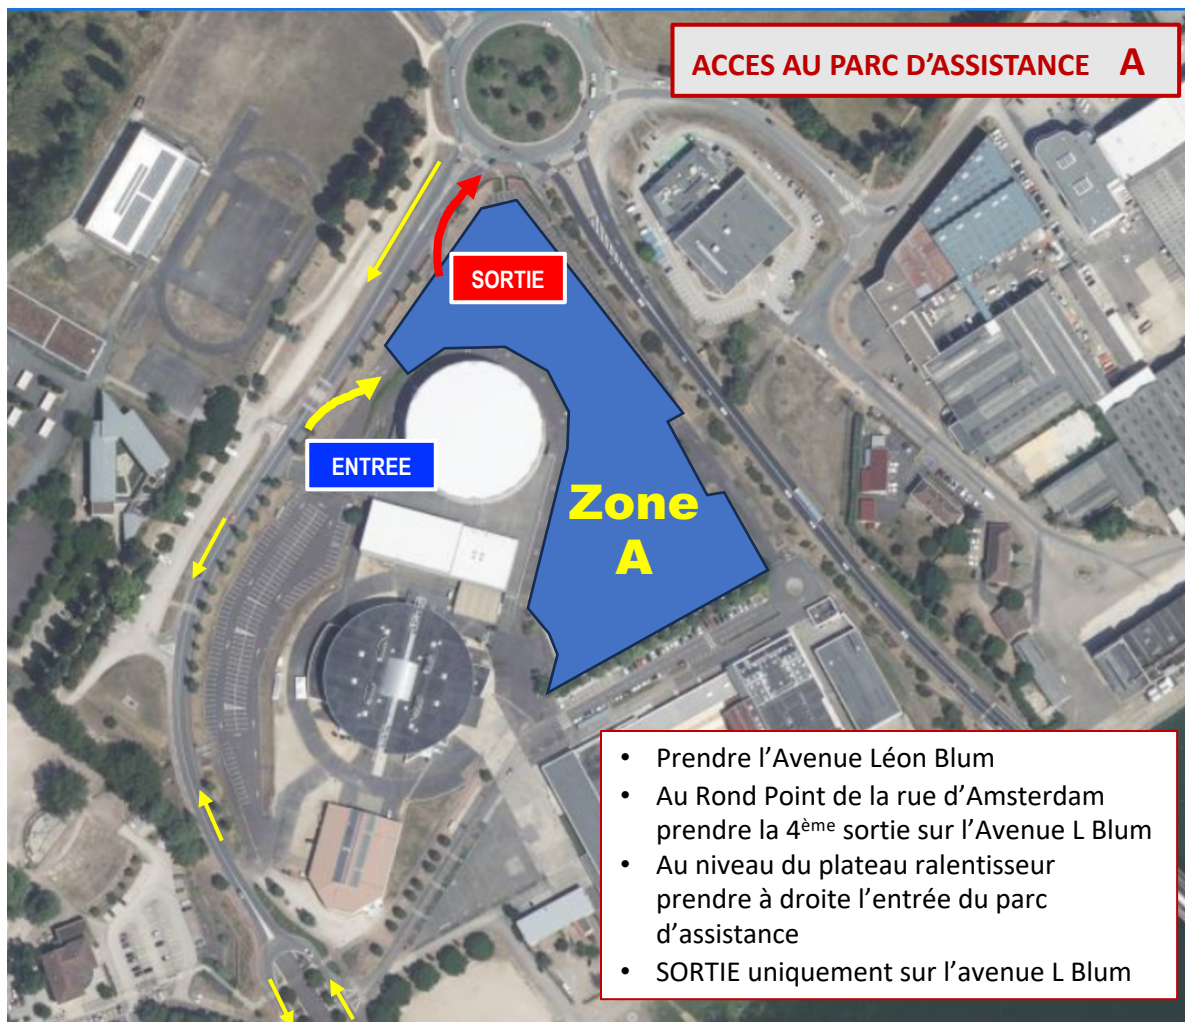 ACCES AU PARC D’ASSISTANCE A
SORTIE
ENTREE
Zone
A
• Prendre l’Avenue Léon Blum
• Au Rond Point de la rue d’Amsterdam
prendre la 4ème sortie sur l’Avenue L Blum
• Au niveau du plateau ralentisseur
prendre à droite l’entrée du parc
d’assistance
• SORTIE uniquement sur l’avenue L Blum